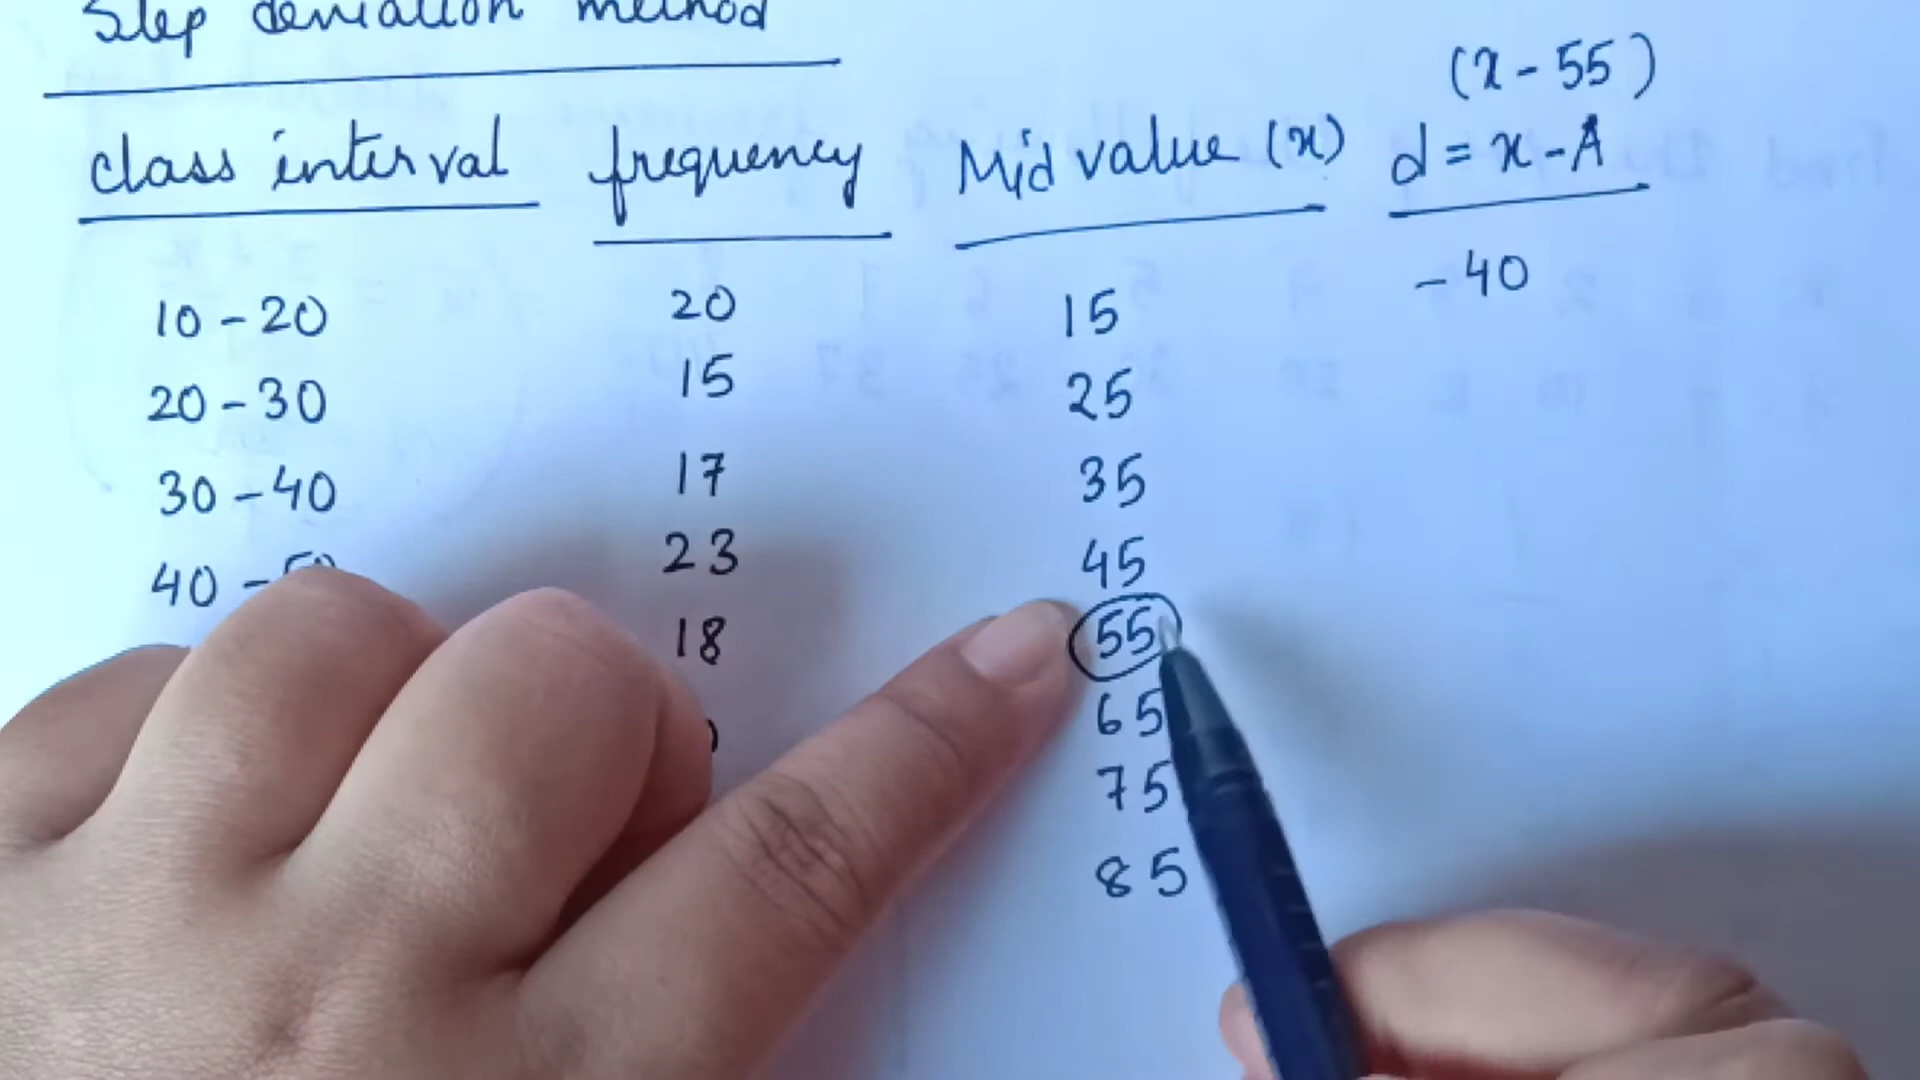 Step deviation method
(x - 55)
class interval frequency Mid value (x) d = x - A
10 - 20 20 15 - 40
20 - 30 15 25
30 - 40 17 35
40 - 23 45
18 55
65
75
85